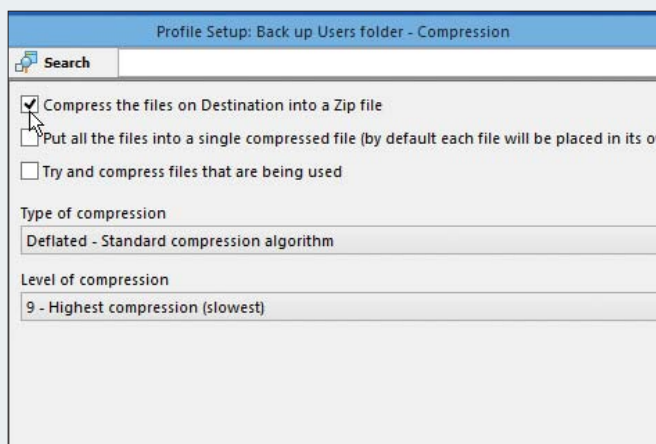 Profile Setup: Back up Users folder - Compression
Search
Compress the files on Destination into a Zip file
Put all the files into a single compressed file (by default each file will be placed in its
Try and compress files that are being used
Type of compression
Deflated - Standard compression algorithm
Level of compression
9 - Highest compression (slowest)